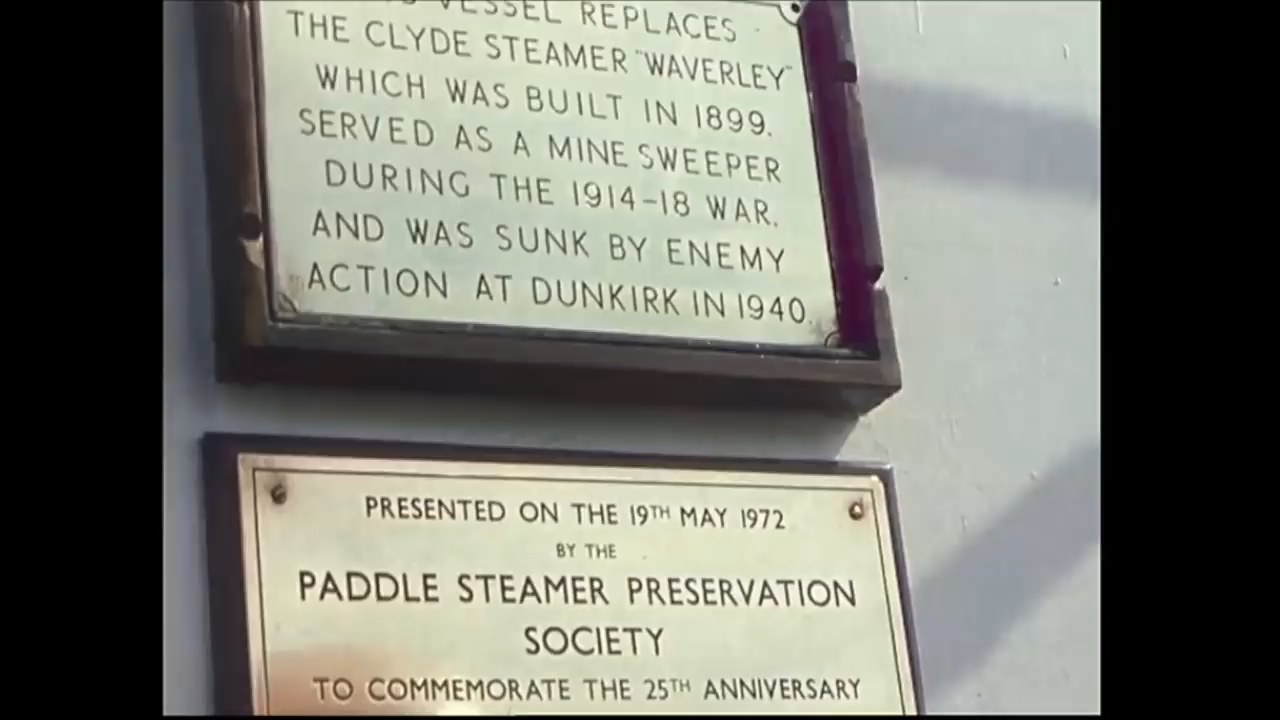 VESSEL REPLACES
THE CLYDE STEAMER "WAVERLEY"
WHICH WAS BUILT IN 1899.
SERVED AS A MINE SWEEPER
DURING THE 1914-18 WAR.
AND WAS SUNK BY ENEMY
ACTION AT DUNKIRK IN 1940.
PRESENTED ON THE 19TH MAY 1972
BY THE
PADDLE STEAMER PRESERVATION
SOCIETY
TO COMMEMORATE THE 25TH ANNIVERSARY